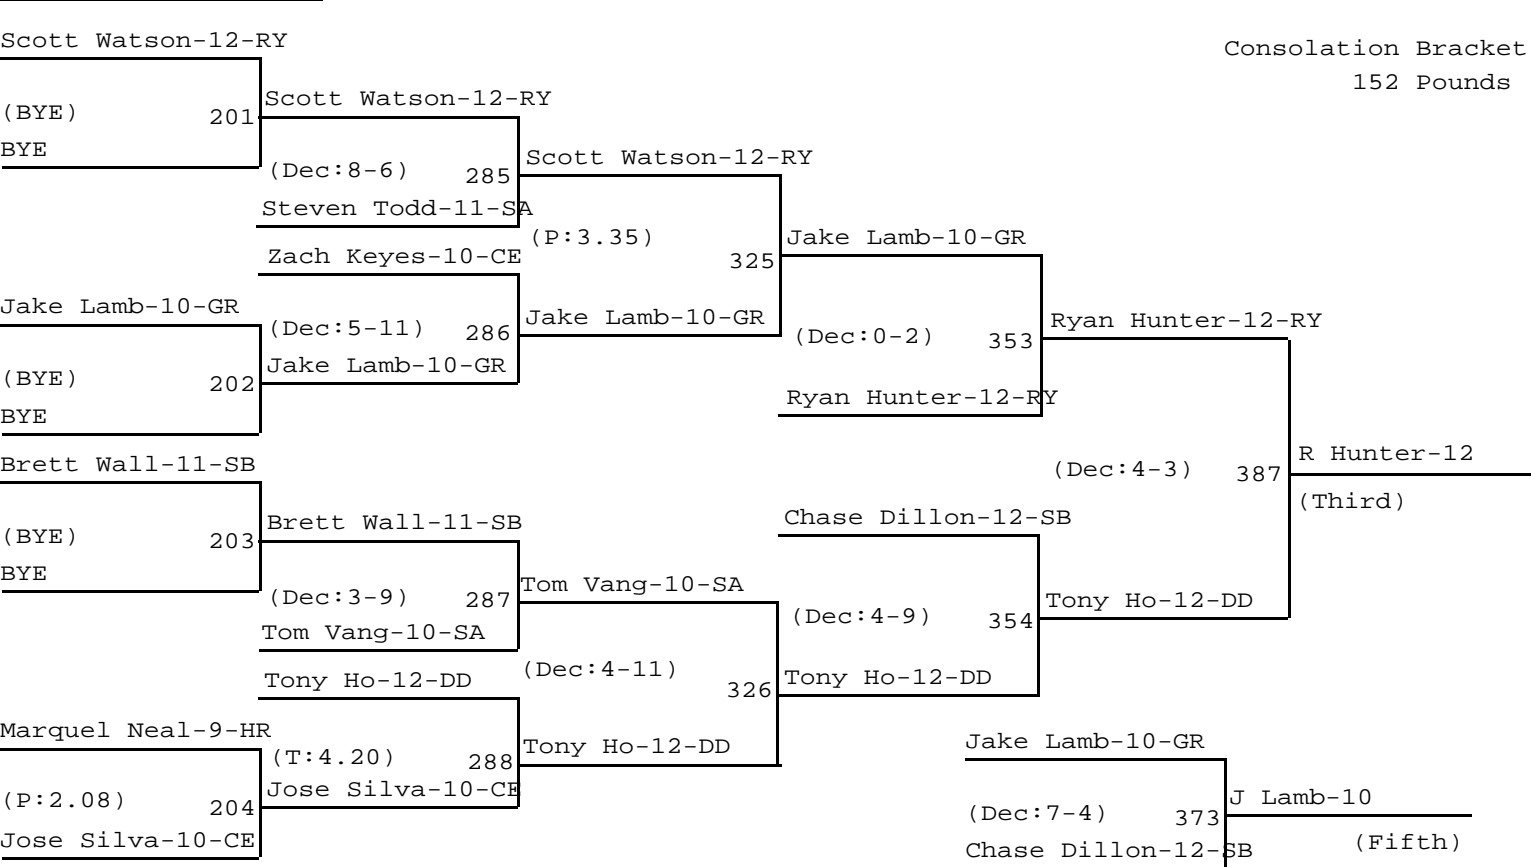 Scott Watson-12-RY
Consolation Bracket
152 Pounds
Scott Watson-12-RY
(BYE)
201
BYE
Scott Watson-12-RY
(Dec:8-6)
285
Steven Todd-11-SA
(P:3.35)
Zach Keyes-10-CE
325
Jake Lamb-10-GR
Jake Lamb-10-GR
(Dec:5-11)
286
Jake Lamb-10-GR
(Dec:0-2)
353
Ryan Hunter-12-RY
Jake Lamb-10-GR
(BYE)
202
BYE
Ryan Hunter-12-RY
Brett Wall-11-SB
(Dec:4-3)
387
R Hunter-12
(Third)
Brett Wall-11-SB
Chase Dillon-12-SB
(BYE)
203
BYE
Tom Vang-10-SA
(Dec:3-9)
287
Tom Vang-10-SA
(Dec:4-9)
354
Tony Ho-12-DD
(Dec:4-11)
326
Tony Ho-12-DD
Tony Ho-12-DD
Marquel Neal-9-HR
(T:4.20)
288
Tony Ho-12-DD
Jake Lamb-10-GR
Jose Silva-10-CE
(P:2.08)
204
J Lamb-10
(Dec:7-4)
373
Jose Silva-10-CE
(Fifth)
Chase Dillon-12-SB